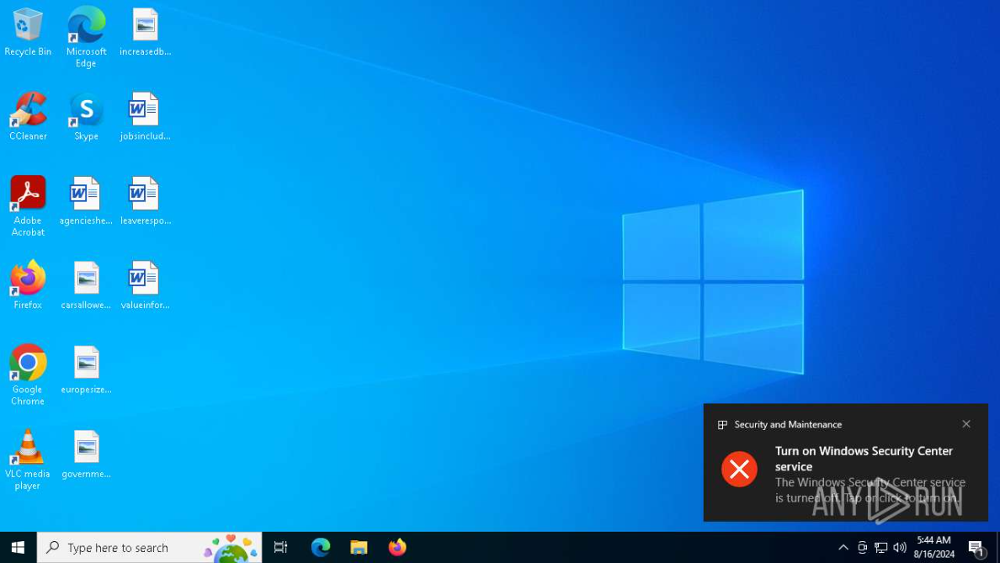 Recycle Bin
Microsoft Edge
increasedb...
CCleaner
Skype
jobsinclud...
Adobe Acrobat
agencieshe...
leaverespo...
Firefox
carsallowe...
valueinfor...
Google Chrome
europesize...
VLC media player
governme...
Security and Maintenance
Turn on Windows Security Center
service
The Windows Security Center service
is turned off. Tap or click to turn on.
ANY RUN
Type here to search
5:44 AM
8/16/2024
1